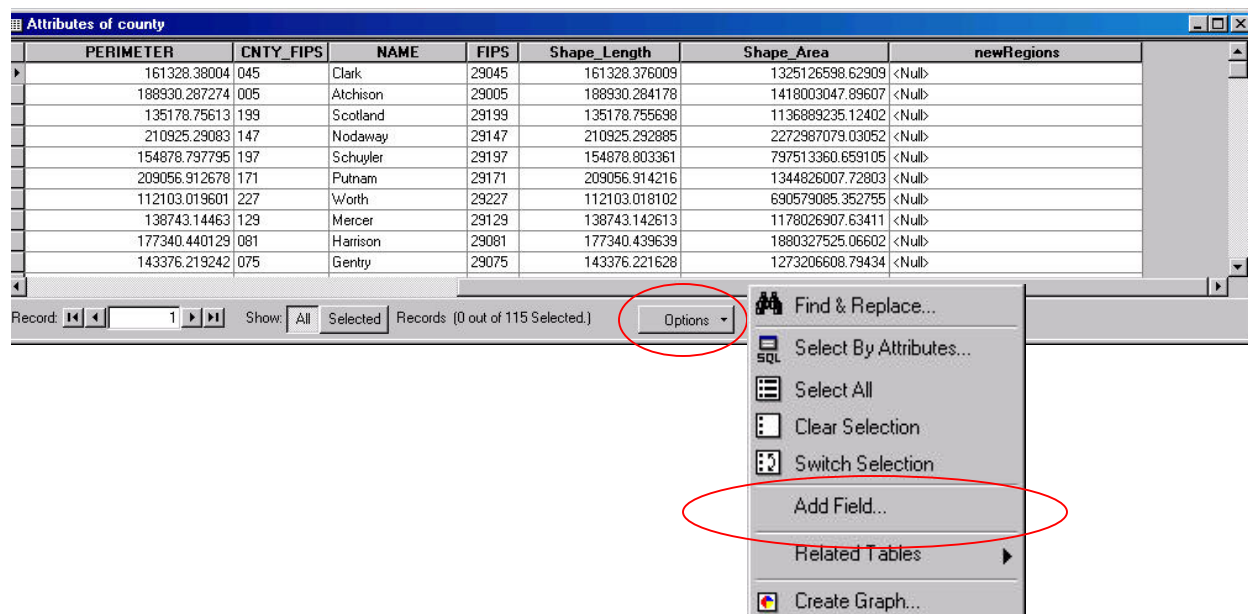 Attributes of county
PERIMETER CNTY_FIPS NAME FIPS Shape_Length Shape_Area newRegions
161328.38004 045 Clark 29045 161328.376009 1325126598.62909 <Null>
188930.287274 005 Atchison 29005 188930.284178 1418003047.89607 <Null>
135178.75613 199 Scotland 29199 135178.755698 1136889235.12402 <Null>
210925.29083 147 Nodaway 29147 210925.292885 2272987079.03052 <Null>
154878.797795 197 Schuyler 29197 154878.803361 797513360.659105 <Null>
209056.912678 171 Putnam 29171 209056.914216 1344826007.72803 <Null>
112103.019601 227 Worth 29227 112103.018102 690579085.352755 <Null>
138743.14463 129 Mercer 29129 138743.142613 1178026907.63411 <Null>
177340.440129 081 Harrison 29081 177340.439639 1880327525.06602 <Null>
143376.219242 075 Gentry 29075 143376.221628 1273206608.79434 <Null>
Record: 1 Show: All Selected Records (0 out of 115 Selected.) Options
Find & Replace...
SQL Select By Attributes...
Select All
Clear Selection
Switch Selection
Add Field...
Related Tables
Create Graph...